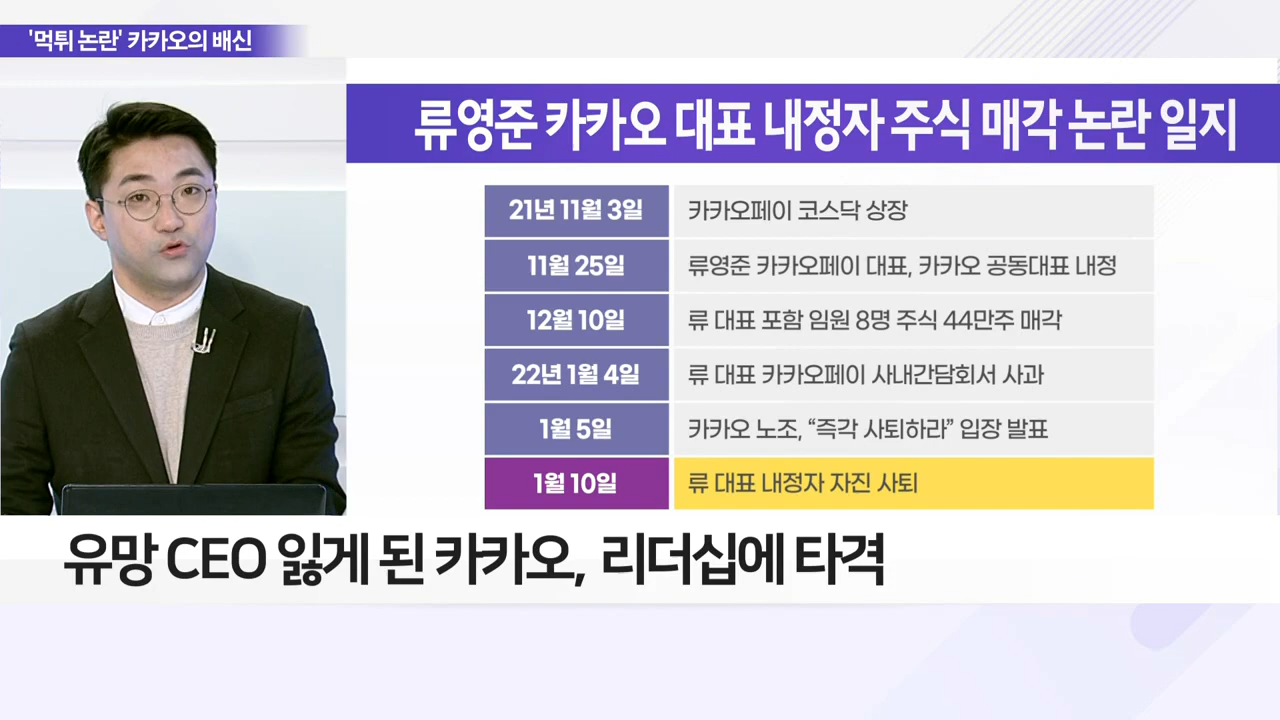 '먹튀 논란' 카카오의 배신
류영준 카카오 대표 내정자 주식 매각 논란 일지
21년 11월 3일 카카오페이 코스닥 상장
11월 25일 류영준 카카오페이 대표, 카카오 공동대표 내정
12월 10일 류 대표 포함 임원 8명 주식 44만주 매각
22년 1월 4일 류 대표 카카오페이 사내간담회서 사과
1월 5일 카카오 노조, “즉각 사퇴하라” 입장 발표
1월 10일 류 대표 내정자 자진 사퇴
유망 CEO 잃게 된 카카오, 리더십에 타격